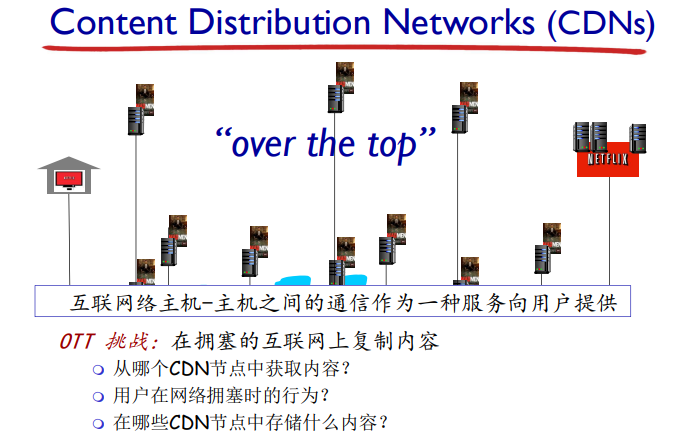 Content Distribution Networks (CDNs)
“over the top”
NETFLIX
互联网络主机-主机之间的通信作为一种服务向用户提供
OTT 挑战: 在拥塞的互联网上复制内容
从哪个CDN节点中获取内容?
用户在网络拥塞时的行为?
在哪些CDN节点中存储什么内容?